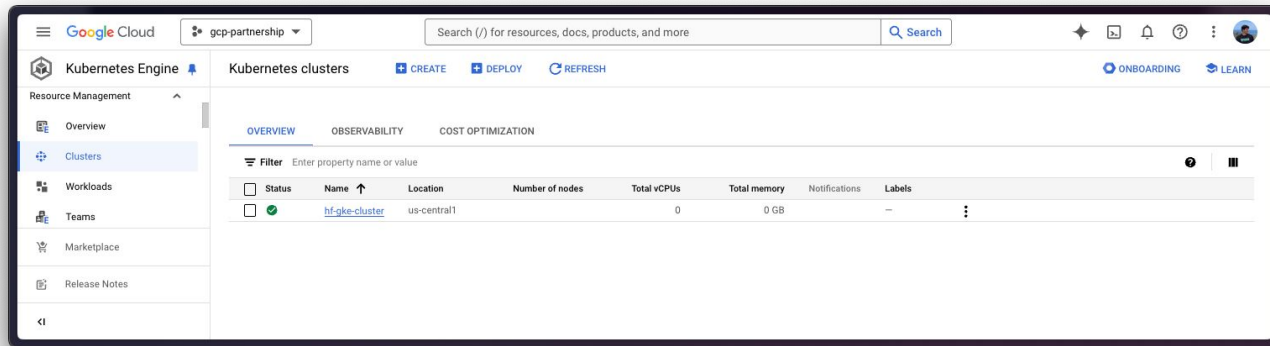 Google Cloud
gcp-partnership
Search (/) for resources, docs, products, and more
Search
Kubernetes Engine
Kubernetes clusters
CREATE
DEPLOY
REFRESH
ONBOARDING
LEARN
Resource Management
Overview
Clusters
Workloads
Teams
Marketplace
Release Notes
OVERVIEW OBSERVABILITY COST OPTIMIZATION
Filter Enter property name or value
Status Name Location Number of nodes Total vCPUs Total memory Notifications Labels
hf-gke-cluster us-central1 0 0 GB —